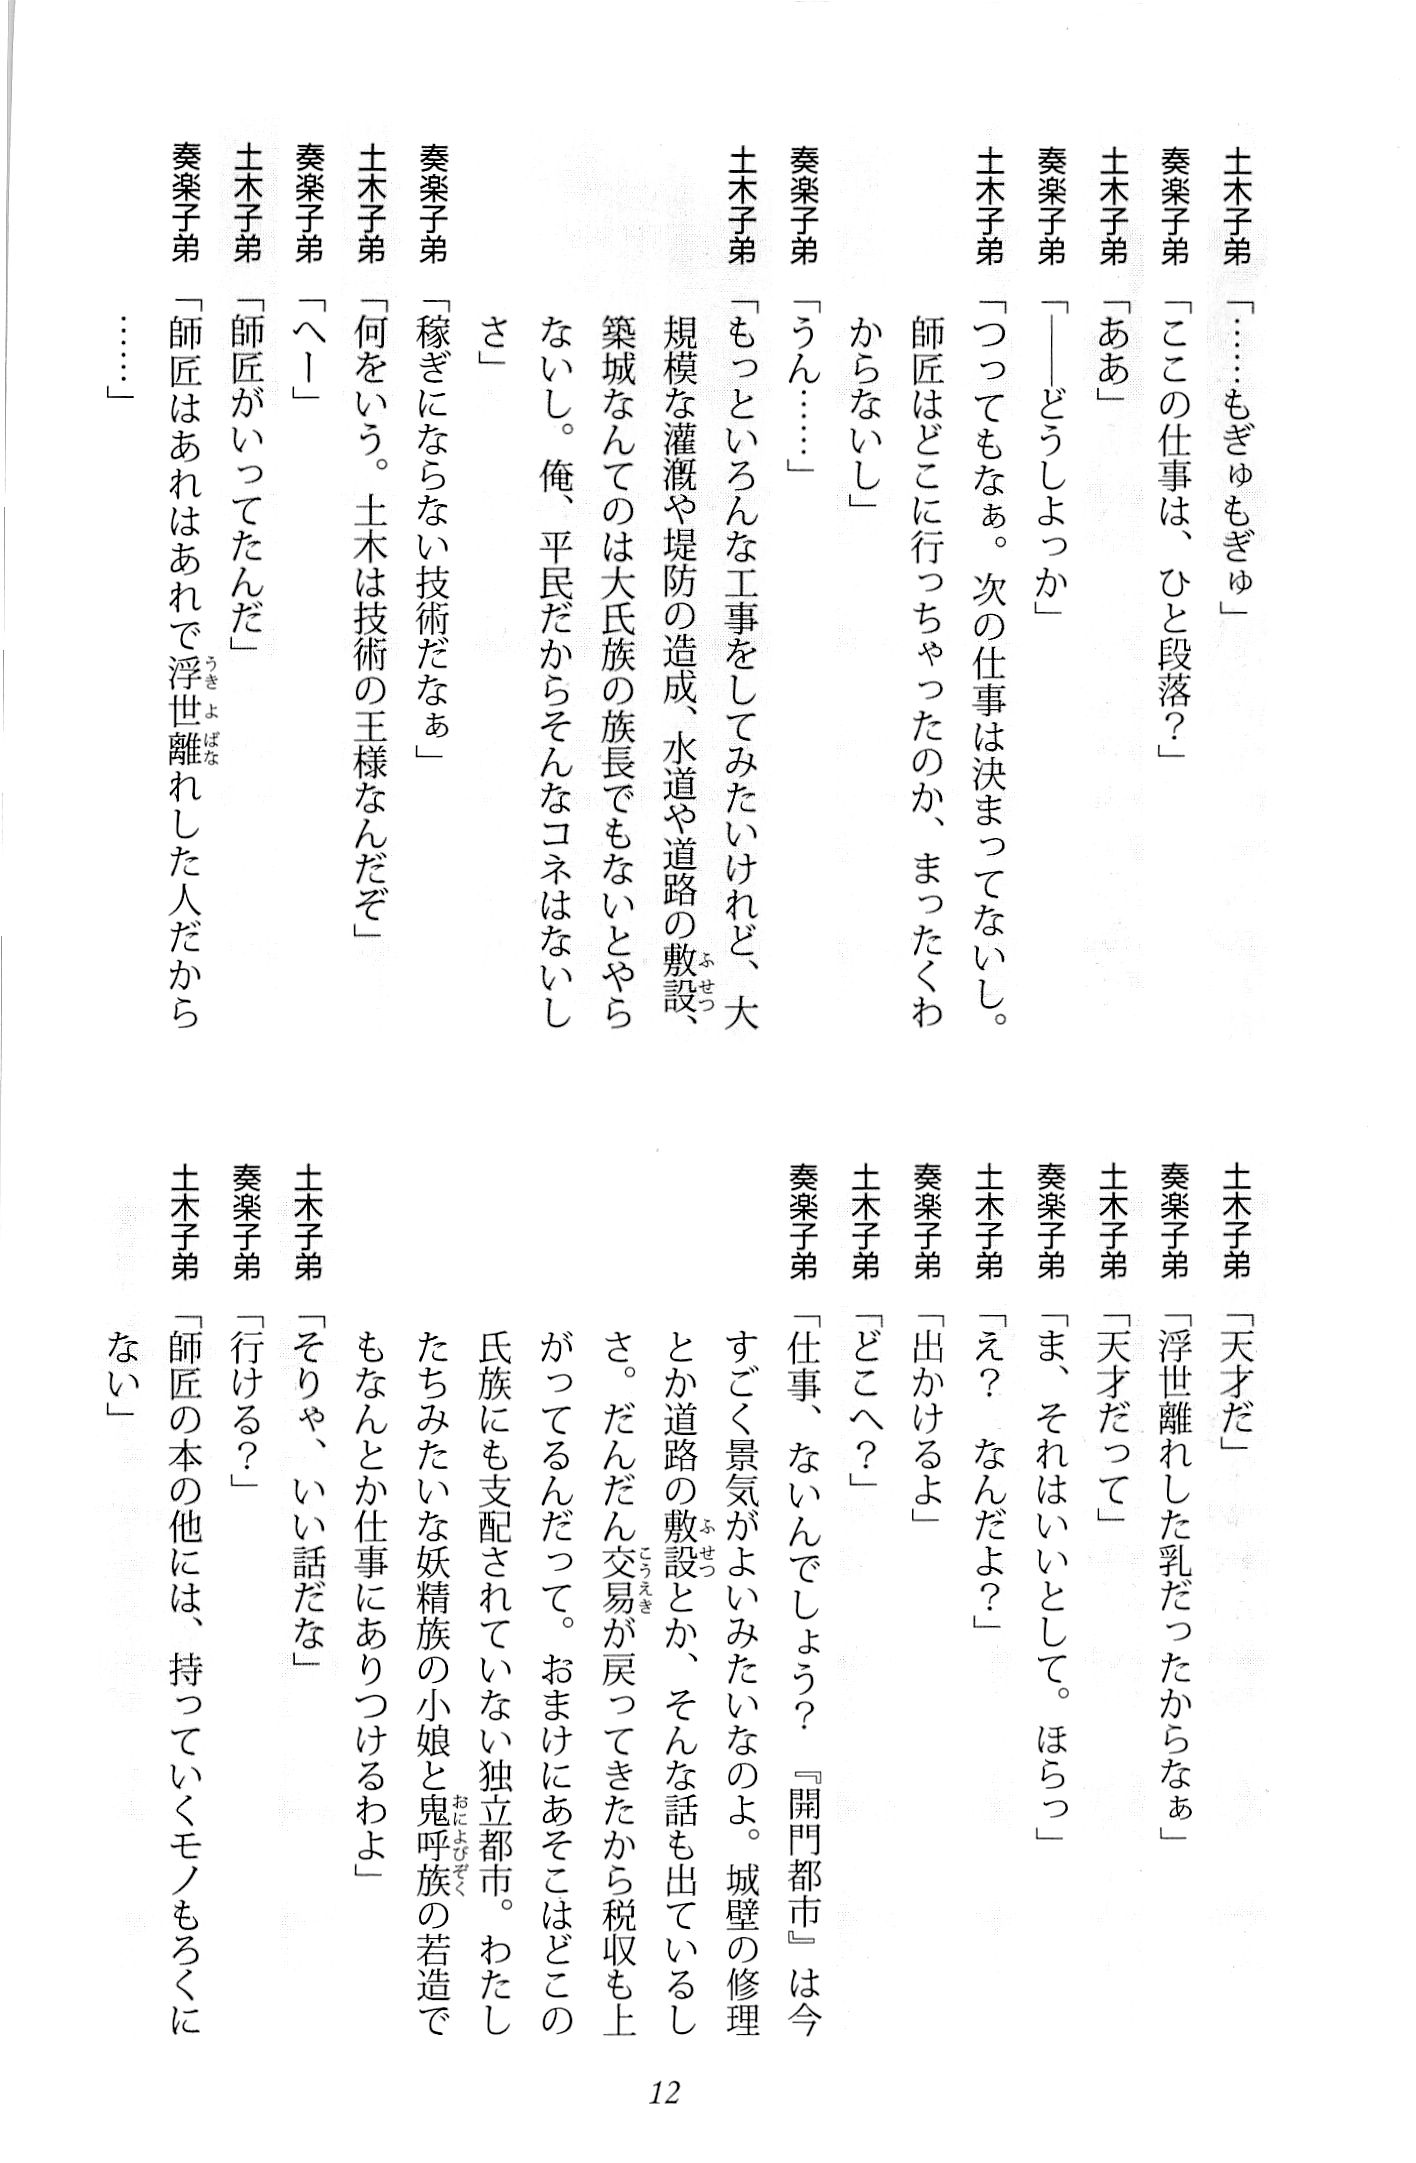 土木子弟「……もぎゅもぎゅ」
奏楽子弟「ここの仕事は、ひと段落？」
土木子弟「ああ」
奏楽子弟「――どうしよっか」
土木子弟「つってもなぁ。次の仕事は決まってないし。
師匠はどこに行っちゃったのか、まったくわ
からないし」
奏楽子弟「うん……」
土木子弟「もっといろんな工事をしてみたいけれど、大
規模な灌漑や堤防の造成、水道や道路の敷設、
築城なんてのは大氏族の族長でもないとやら
ないし。俺、平民だからそんなコネはないし
さ」
奏楽子弟「稼ぎにならない技術だなぁ」
土木子弟「何をいう。土木は技術の王様なんだぞ」
奏楽子弟「へー」
土木子弟「師匠がいってたんだ」
奏楽子弟「師匠はあれはあれで浮世離れした人だから
……」
土木子弟「天才だ」
奏楽子弟「浮世離れした乳だったからなぁ」
土木子弟「天才だって」
奏楽子弟「ま、それはいいとして。ほらっ」
土木子弟「え？　なんだよ？」
奏楽子弟「出かけるよ」
土木子弟「どこへ？」
奏楽子弟「仕事、ないんでしょう？　『開門都市』は今
すごく景気がよいみたいなのよ。城壁の修理
とか道路の敷設とか、そんな話も出ているし
さ。だんだん交易が戻ってきたから税収も上
がってるんだって。おまけにあそこはどこの
氏族にも支配されていない独立都市。わたし
たちみたいな妖精族の小娘と鬼呼族の若造で
もなんとか仕事にありつけるわよ」
土木子弟「そりゃ、いい話だな」
奏楽子弟「行ける？」
土木子弟「師匠の本の他には、持っていくモノもろくに
ない」
12